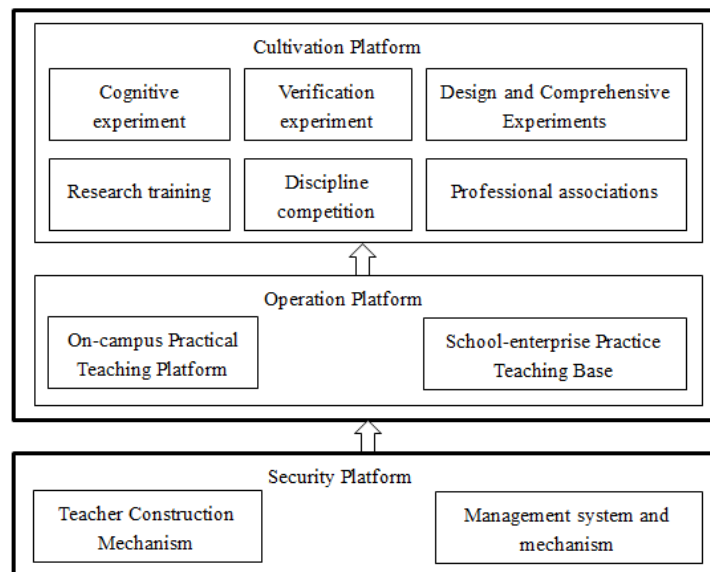 Cultivation Platform
Cognitive
experiment
Verification
experiment
Design and Comprehensive
Experiments
Research training
Discipline
competition
Professional associations
Operation Platform
On-campus Practical
Teaching Platform
School-enterprise Practice
Teaching Base
Security Platform
Teacher Construction
Mechanism
Management system and
mechanism